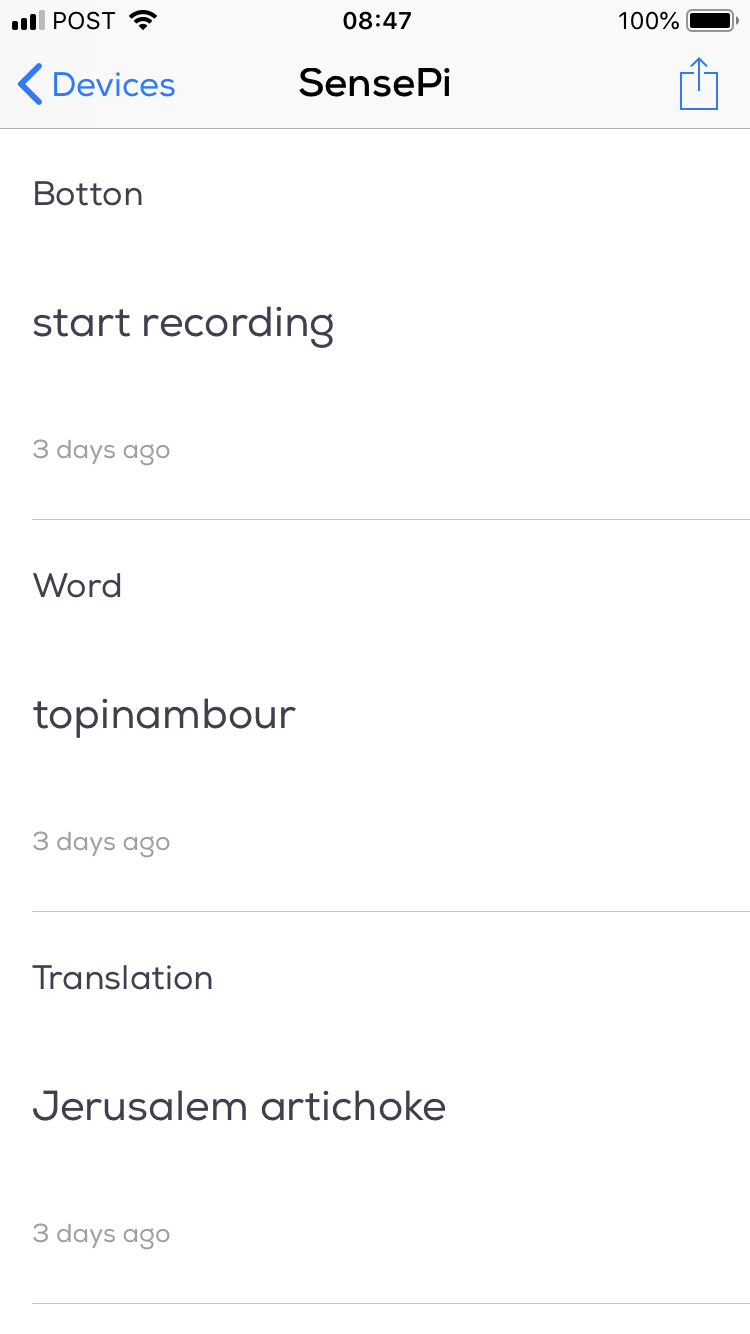 POST 08:47 100%
Devices SensePi
Botton
start recording
3 days ago
Word
topinambour
3 days ago
Translation
Jerusalem artichoke
3 days ago